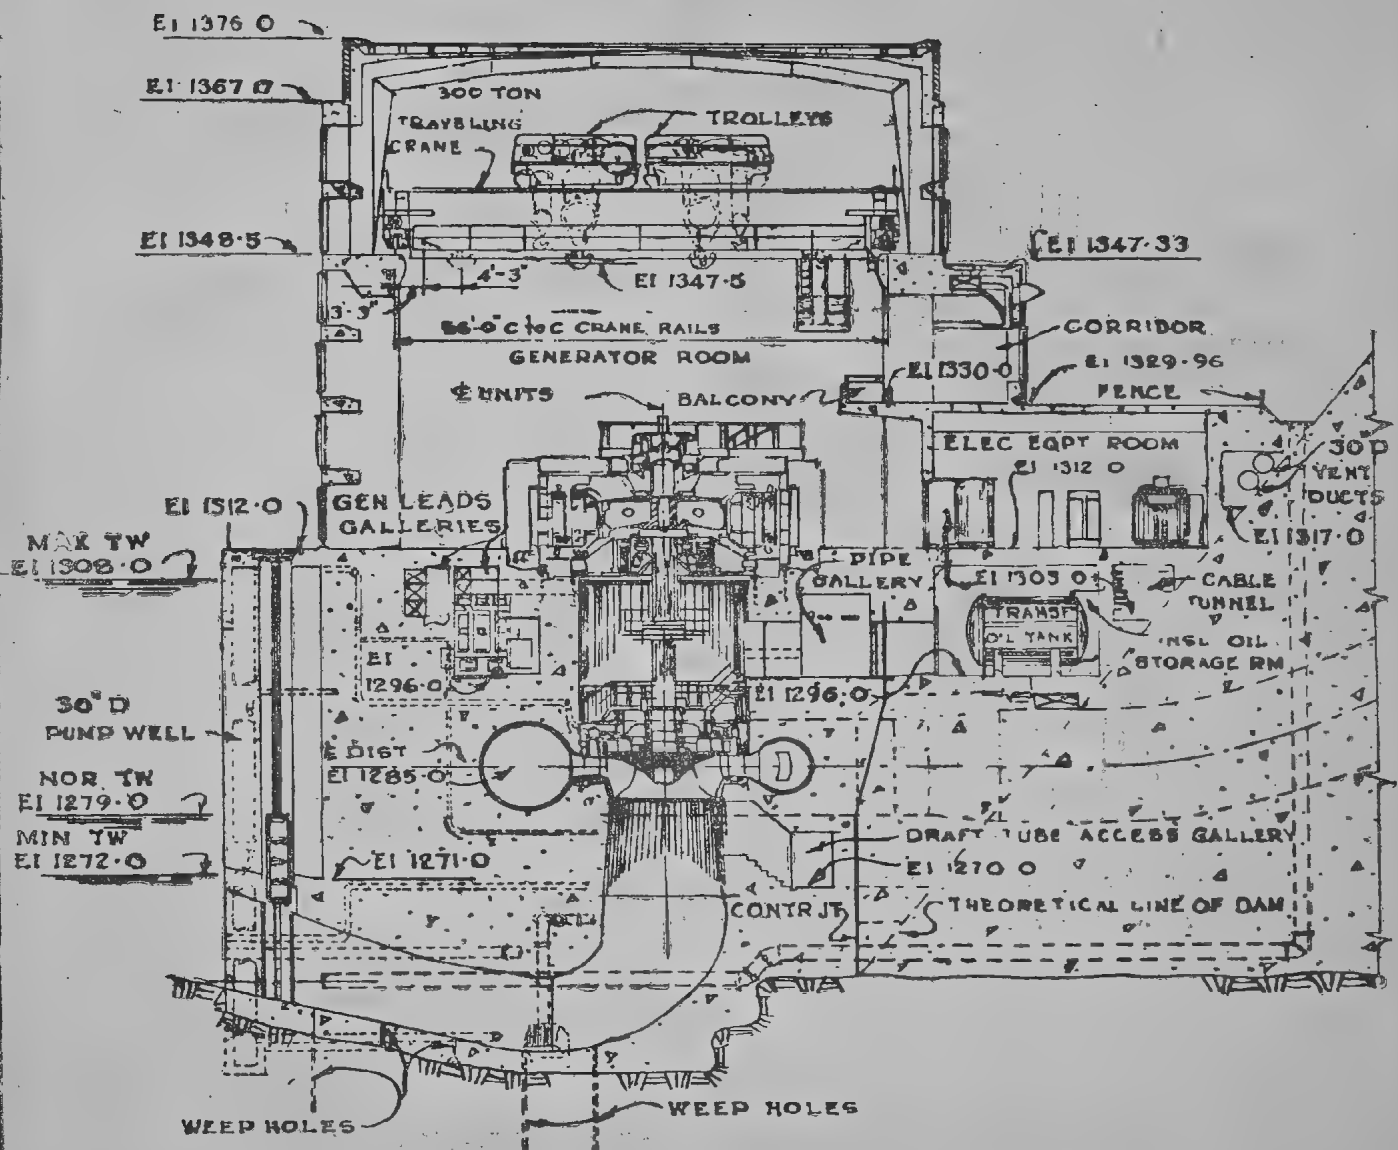 El 1376.0
El 1367.0
300 TON
TRAVELING
CRANE
TROLLEYS
El 1348.5
El 1347.33
4'-3"
El 1347.5
3'-3"
56'-0" C to C CRANE RAILS
GENERATOR ROOM
CORRIDOR
El 1330.0
El 1329.96
FENCE
℄ UNITS
BALCONY
ELEC EQPT ROOM
El 1312 0
30"D
VENT
DUCTS
El 1317.0
El 1312.0
GEN LEADS
GALLERIES
MAX TW
El 1308.0
PIPE
GALLERY
El 1305 0
CABLE
TUNNEL
TRANSF
OIL TANK
INSL OIL
STORAGE RM
El
1296.0
El 1296.0
30" D
PUMP WELL
℄ DIST
El 1285.0
NOR TW
El 1279.0
MIN TW
El 1272.0
El 1271.0
DRAFT TUBE ACCESS GALLERY
El 1270 0
CONTR JT
THEORETICAL LINE OF DAM
WEEP HOLES
WEEP HOLES